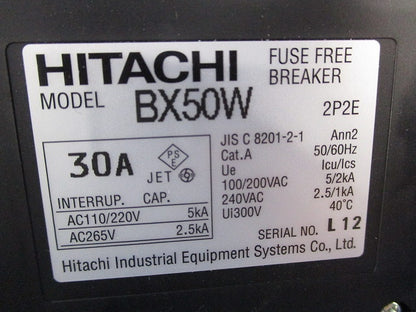 HITACHI FUSE FREE BREAKER
MODEL BX50W 2P2E
30A PS E JET
INTERRUP. CAP.
AC110/220V 5kA
AC265V 2.5kA
JIS C 8201-2-1 Ann2
Cat.A 50/60Hz
Ue Icu/Ics
100/200VAC 5/2kA
240VAC 2.5/1kA
Ui300V 40℃
SERIAL NO. L 12
Hitachi Industrial Equipment Systems Co., Ltd.